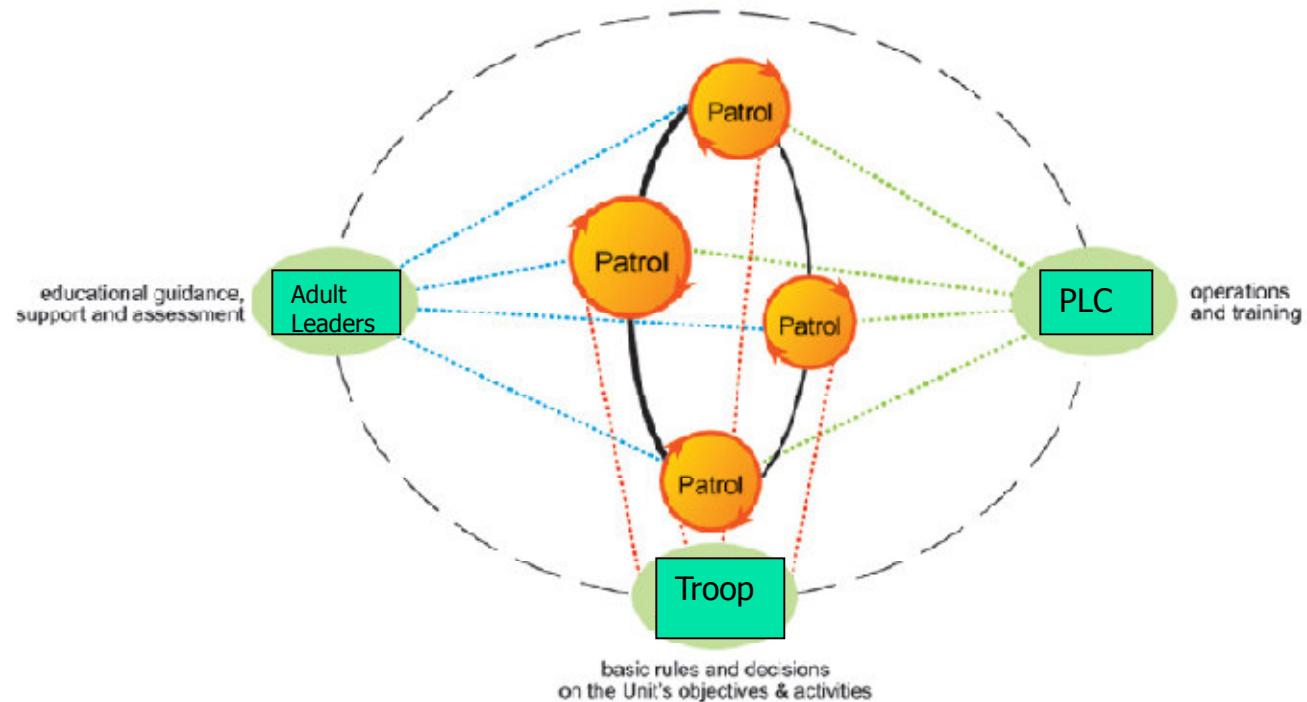 Patrol
Patrol
educational guidance,
support and assessment
Adult
Leaders
Patrol
PLC
operations
and training
Patrol
Troop
basic rules and decisions
on the Unit's objectives & activities